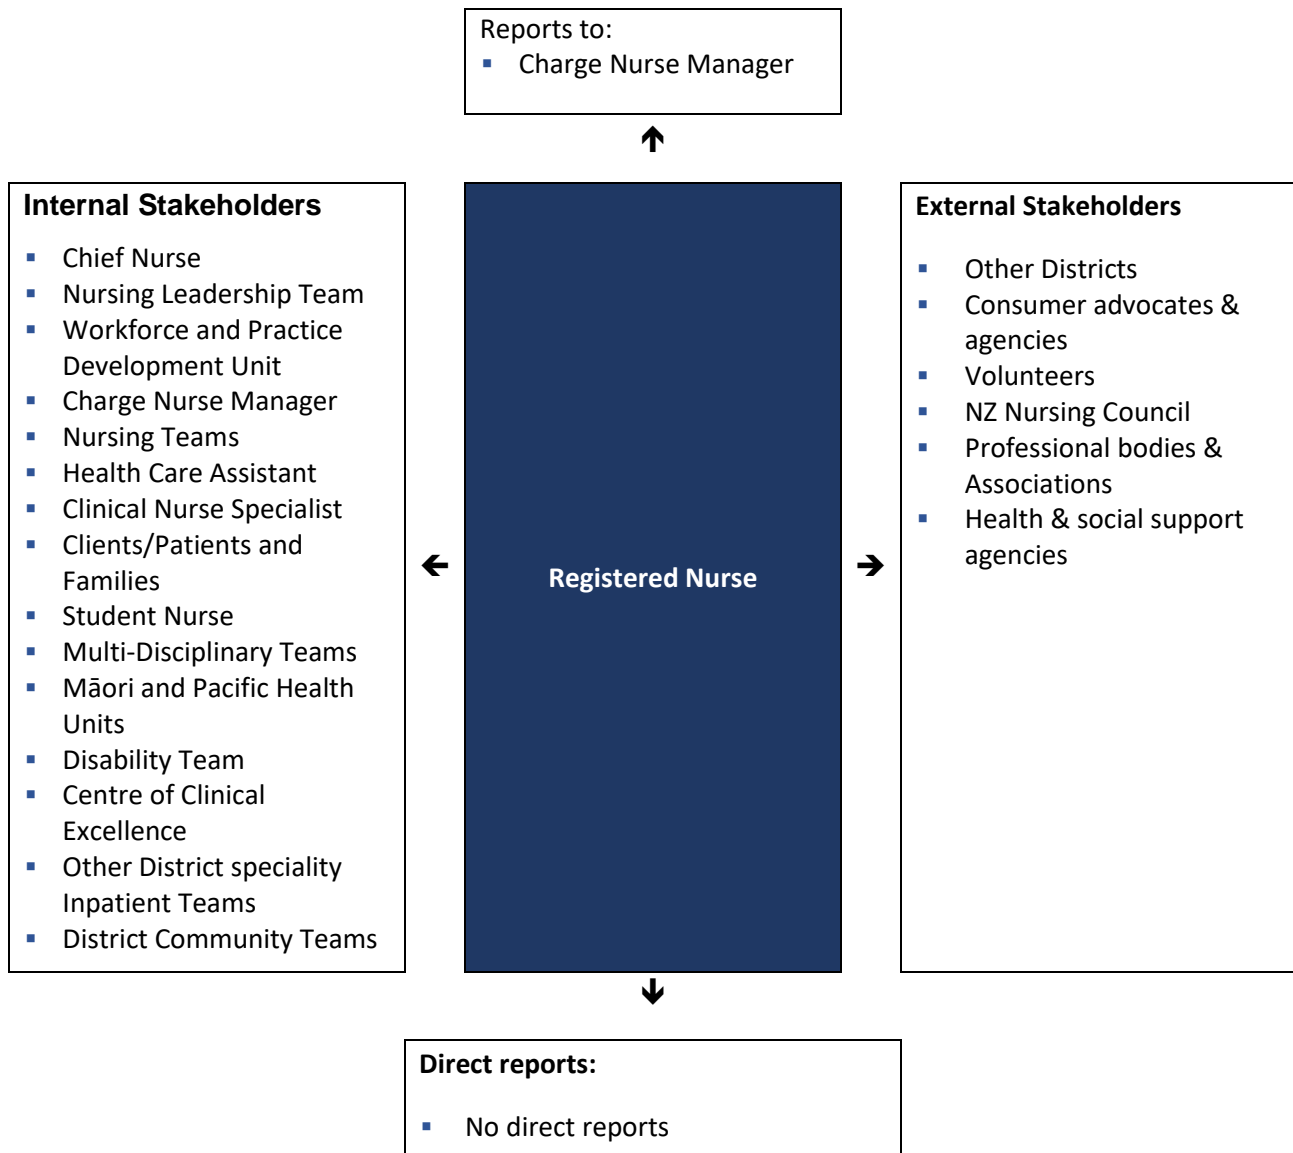 Reports to:
▪ Charge Nurse Manager
Internal Stakeholders
▪ Chief Nurse
▪ Nursing Leadership Team
▪ Workforce and Practice
Development Unit
▪ Charge Nurse Manager
▪ Nursing Teams
▪ Health Care Assistant
▪ Clinical Nurse Specialist
▪ Clients/Patients and
Families
▪ Student Nurse
▪ Multi-Disciplinary Teams
▪ Māori and Pacific Health
Units
▪ Disability Team
▪ Centre of Clinical
Excellence
▪ Other District speciality
Inpatient Teams
▪ District Community Teams
Registered Nurse
External Stakeholders
▪ Other Districts
▪ Consumer advocates &
agencies
▪ Volunteers
▪ NZ Nursing Council
▪ Professional bodies &
Associations
▪ Health & social support
agencies
Direct reports:
▪ No direct reports